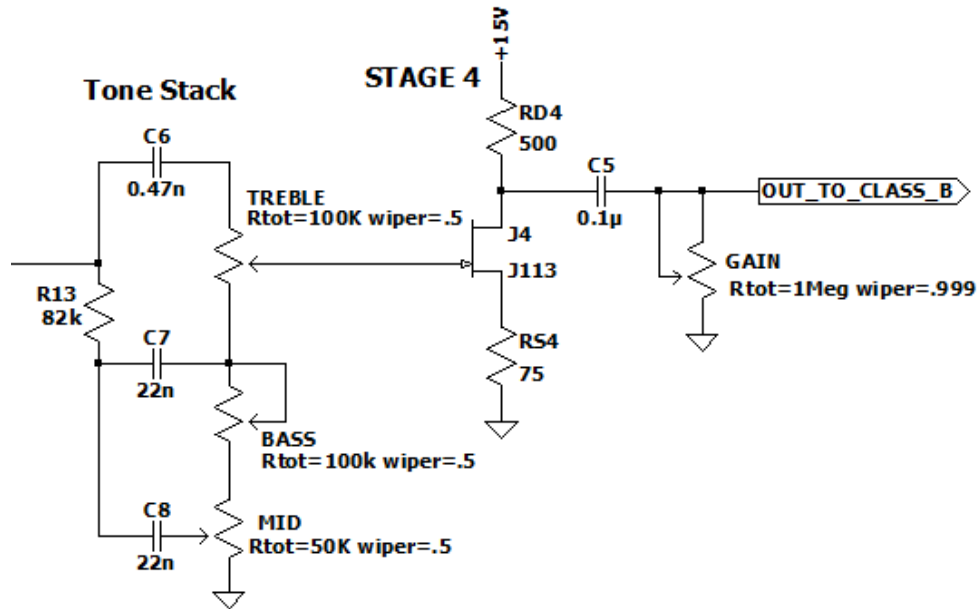 +15V
STAGE 4
Tone Stack
RD4
500
C6
0.47n
C5
0.1µ
OUT_TO_CLASS_B
TREBLE
Rtot=100K wiper=.5
J4
J113
GAIN
Rtot=1Meg wiper=.999
R13
82k
C7
22n
RS4
75
BASS
Rtot=100k wiper=.5
C8
22n
MID
Rtot=50K wiper=.5